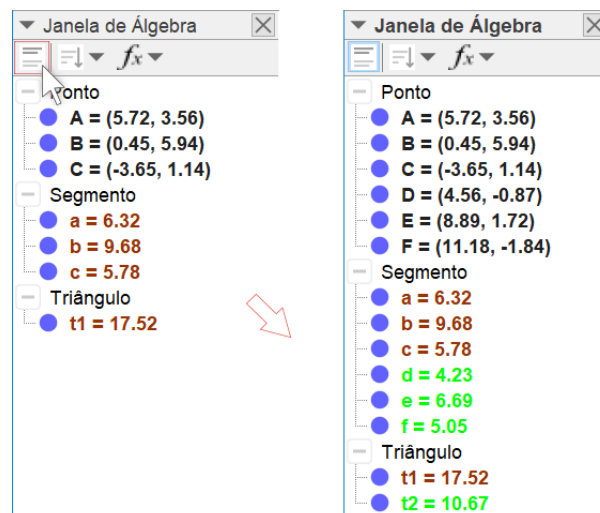 Janela de Álgebra
fx
Ponto
A = (5.72, 3.56)
B = (0.45, 5.94)
C = (-3.65, 1.14)
Segmento
a = 6.32
b = 9.68
c = 5.78
Triângulo
t1 = 17.52
Janela de Álgebra
fx
Ponto
A = (5.72, 3.56)
B = (0.45, 5.94)
C = (-3.65, 1.14)
D = (4.56, -0.87)
E = (8.89, 1.72)
F = (11.18, -1.84)
Segmento
a = 6.32
b = 9.68
c = 5.78
d = 4.23
e = 6.69
f = 5.05
Triângulo
t1 = 17.52
t2 = 10.67